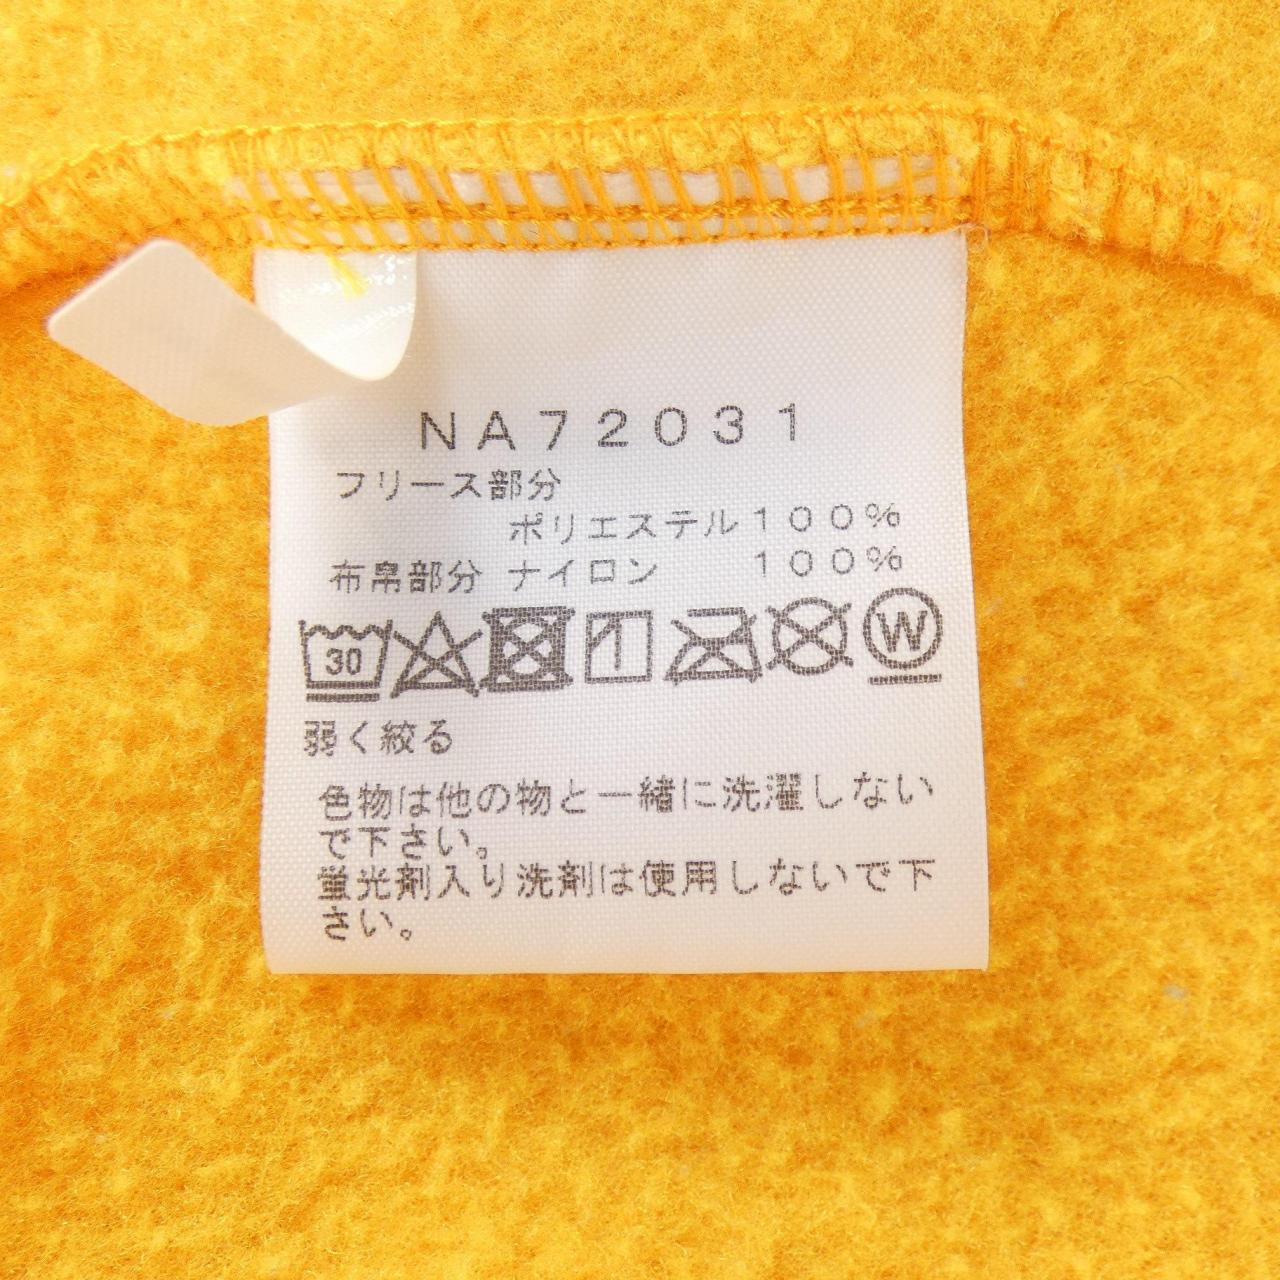 NA72031
フリース部分
ポリエステル100%
布帛部分 ナイロン 100%
30 W
弱く絞る
色物は他の物と一緒に洗濯しない
で下さい。
蛍光剤入り洗剤は使用しないで下
さい。